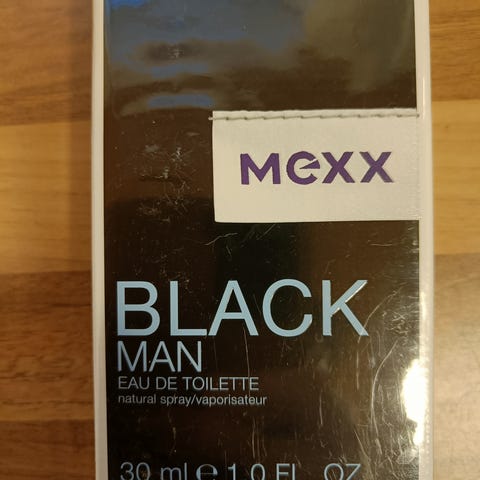 mexx
BLACK
MAN
EAU DE TOILETTE
natural spray/vaporisateur
30 ml ℮ 1.0 FL. OZ